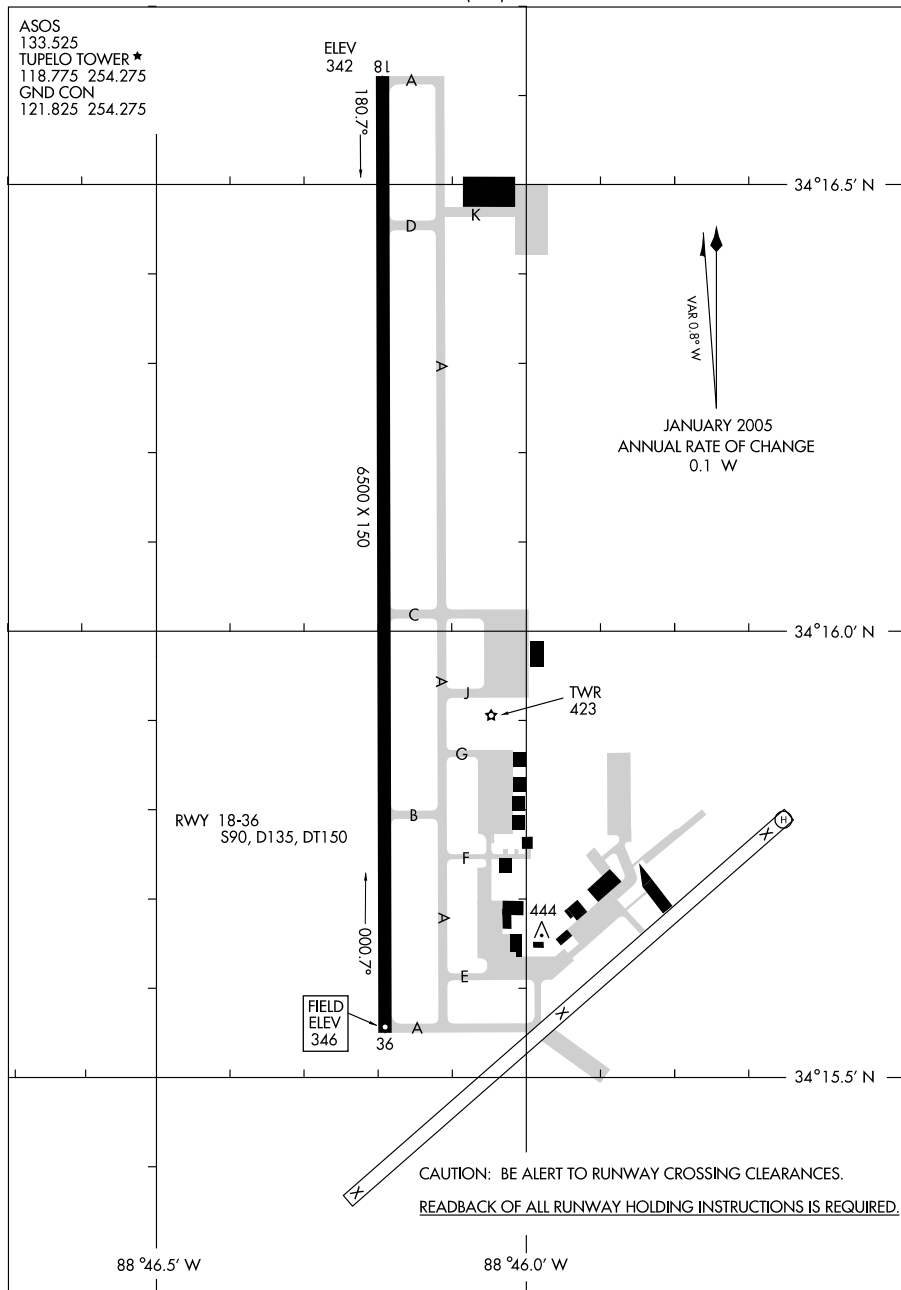 ASOS
133.525
TUPELO TOWER ★
118.775 254.275
GND CON
121.825 254.275
ELEV
342
18
A
180.7°
34°16.5' N
K
D
VAR 0.8° W
A
JANUARY 2005
ANNUAL RATE OF CHANGE
0.1 W
6500 X 150
C
34°16.0' N
A
J
TWR
423
G
RWY 18-36
S90, D135, DT150
B
H
X
F
444
A
000.7°
E
X
FIELD
ELEV
346
A
36
34°15.5' N
CAUTION: BE ALERT TO RUNWAY CROSSING CLEARANCES.
X
READBACK OF ALL RUNWAY HOLDING INSTRUCTIONS IS REQUIRED.
88°46.5' W
88°46.0' W